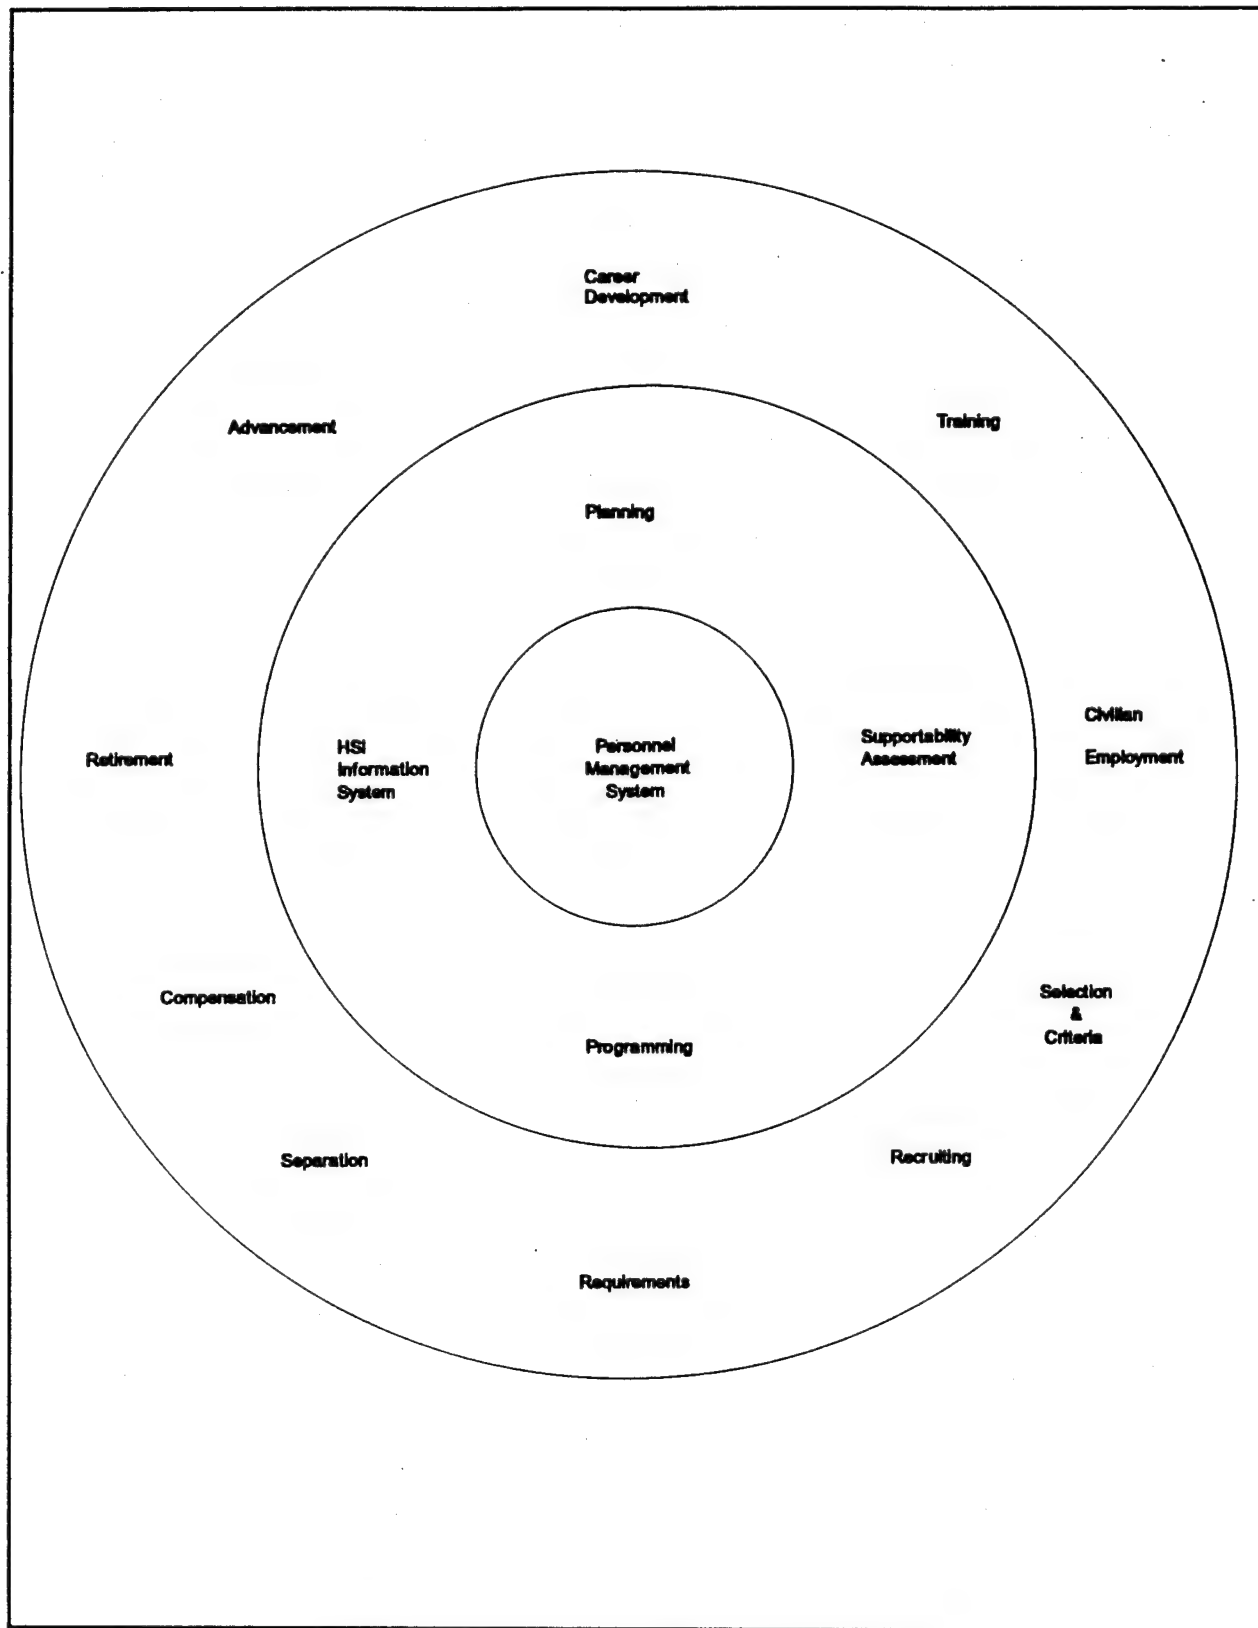 Career
Development
Advancement
Training
Planning
Civilian
Employment
Supportability
Assessment
Personnel
Management
System
HSI
Information
System
Retirement
Compensation
Selection
&
Criteria
Programming
Separation
Recruiting
Requirements